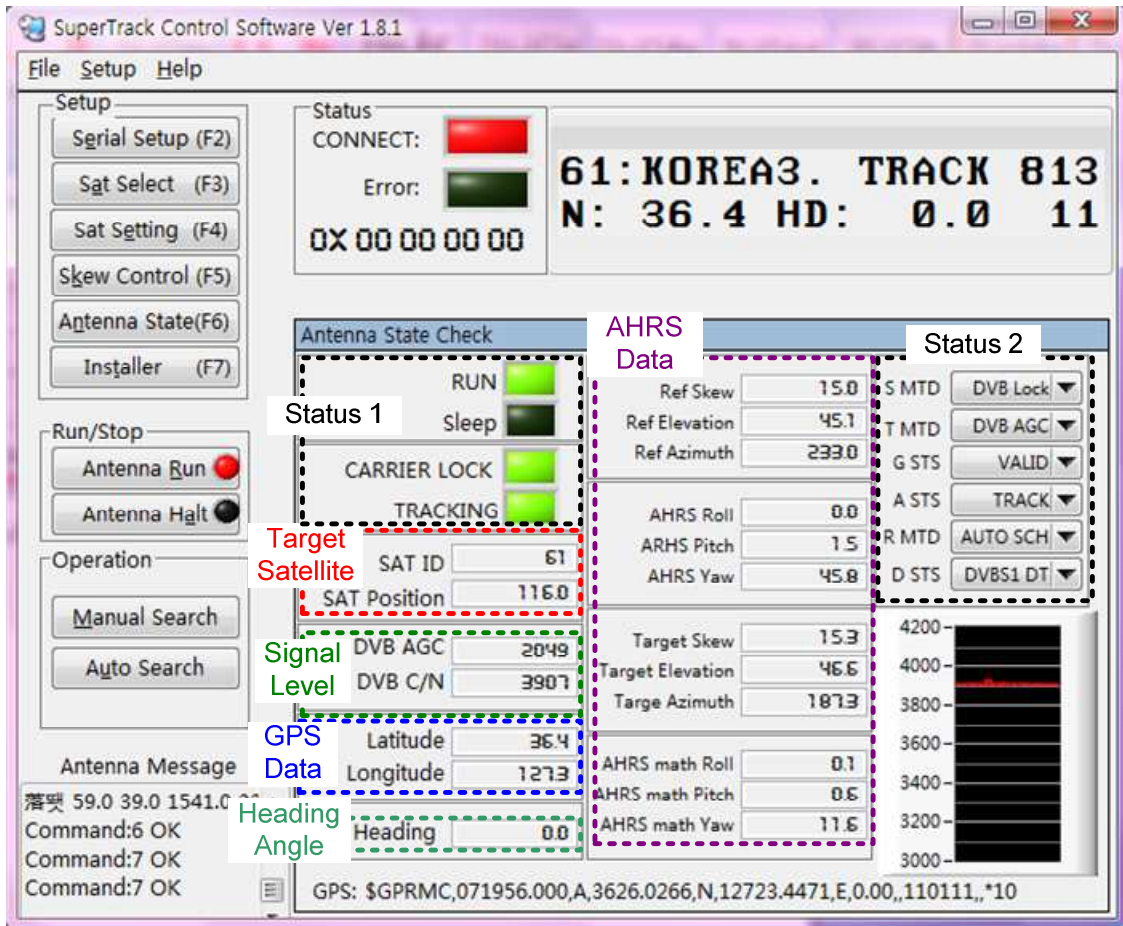 SuperTrack Control Software Ver 1.8.1
File Setup Help
Setup
Serial Setup (F2)
Sat Select (F3)
Sat Setting (F4)
Skew Control (F5)
Antenna State(F6)
Installer (F7)
Run/Stop
Antenna Run
Antenna Halt
Operation
Manual Search
Auto Search
Antenna Message
59.0 39.0 1541.0
Command:6 OK
Command:7 OK
Command:7 OK
Status
CONNECT:
Error:
0X 00 00 00 00
61:KOREA3. TRACK 813
N: 36.4 HD: 0.0 11
Antenna State Check
Status 1
RUN
Sleep
CARRIER LOCK
TRACKING
Target
Satellite
SAT ID 61
SAT Position 116.0
Signal
Level
DVB AGC 2049
DVB C/N 3907
GPS
Data
Latitude 36.4
Longitude 127.3
Heading
Angle
Heading 0.0
AHRS
Data
Ref Skew 15.0
Ref Elevation 45.1
Ref Azimuth 233.0
AHRS Roll 0.0
ARHS Pitch 1.5
AHRS Yaw 45.8
Target Skew 15.3
Target Elevation 46.6
Targe Azimuth 187.3
AHRS math Roll 0.1
AHRS math Pitch 0.6
AHRS math Yaw 11.6
Status 2
S MTD DVB Lock
T MTD DVB AGC
G STS VALID
A STS TRACK
R MTD AUTO SCH
D STS DVBS1 DT
4200
4000
3800
3600
3400
3200
3000
GPS: $GPRMC,071956.000,A,3626.0266,N,12723.4471,E,0.00,,110111,,*10